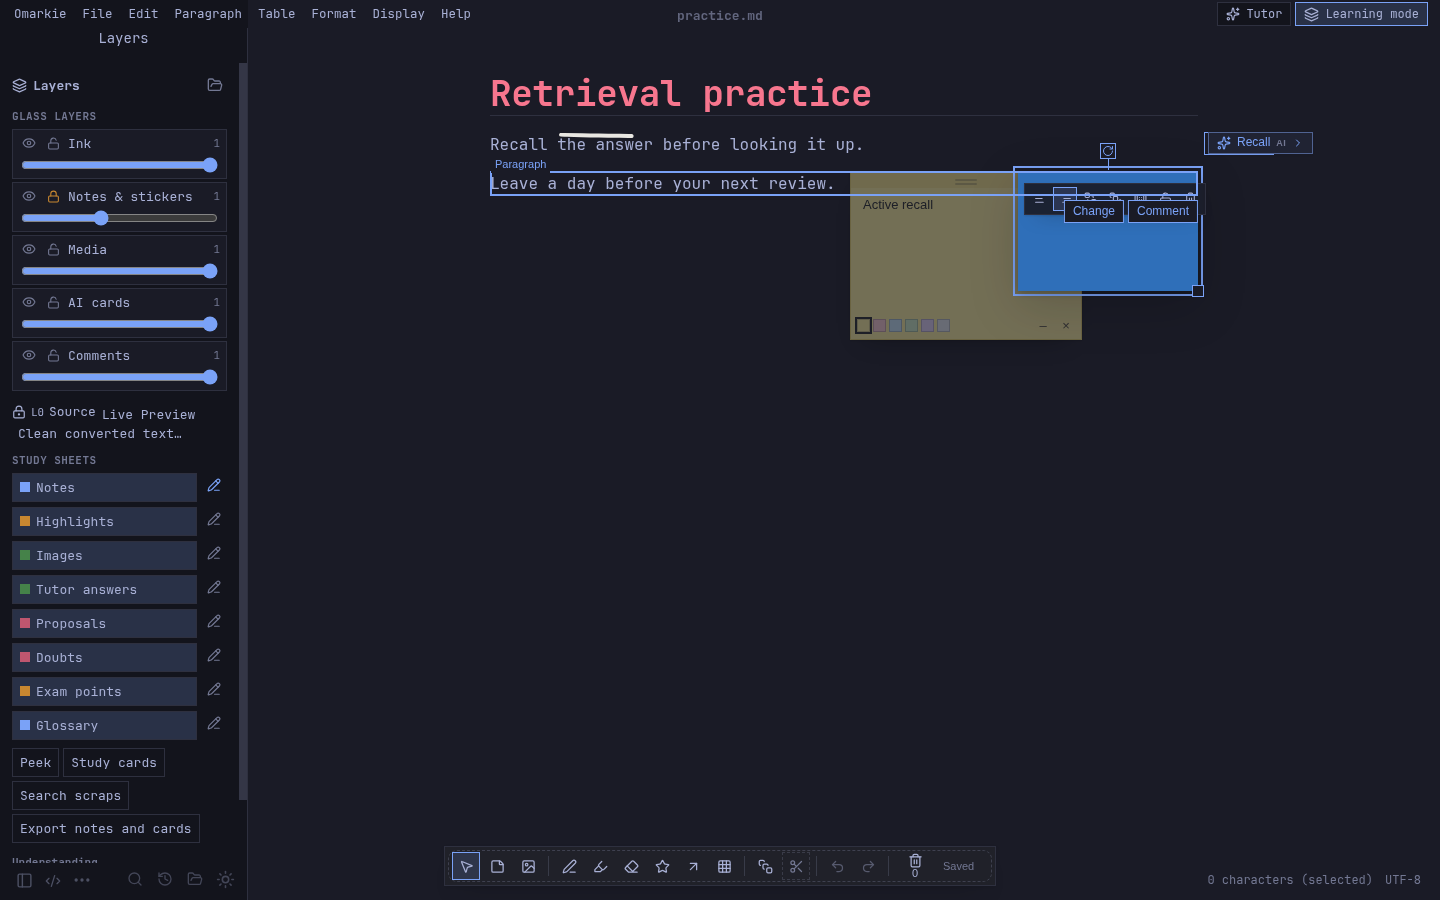 Omarkie File Edit Paragraph Table Format Display Help
practice.md
Tutor
Learning mode
Layers
Layers
GLASS LAYERS
Ink 1
Notes & stickers 1
Media 1
AI cards 1
Comments 1
L0 Source Live Preview
Clean converted text…
STUDY SHEETS
Notes
Highlights
Images
Tutor answers
Proposals
Doubts
Exam points
Glossary
Peek
Study cards
Search scraps
Export notes and cards
Understanding
Retrieval practice
Recall the answer before looking it up.
Paragraph
Leave a day before your next review.
Active recall
Change
Comment
Recall AI
0
Saved
0 characters (selected) UTF-8